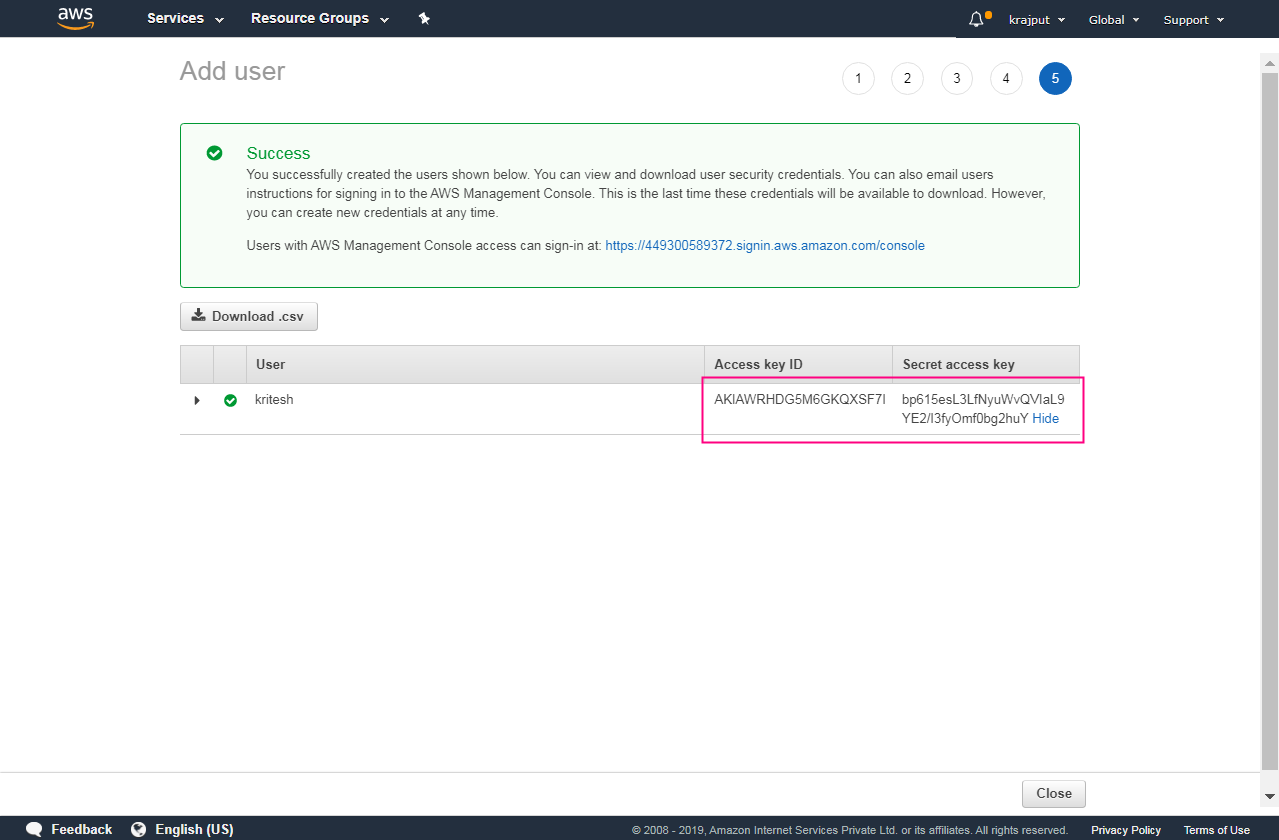 aws
Services
Resource Groups
krajput
Global
Support
Add user
1 2 3 4 5
Success
You successfully created the users shown below. You can view and download user security credentials. You can also email users
instructions for signing in to the AWS Management Console. This is the last time these credentials will be available to download. However,
you can create new credentials at any time.
Users with AWS Management Console access can sign-in at: https://449300589372.signin.aws.amazon.com/console
Download .csv
User Access key ID Secret access key
kritesh AKIAWRHDG5M6GKQXSF7I
Hide
Close
Feedback English (US) © 2008 - 2019, Amazon Internet Services Private Ltd. or its affiliates. All rights reserved. Privacy Policy Terms of Use